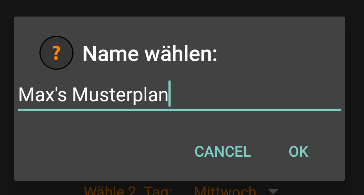 ? Name wählen:
Max's Musterplan
CANCEL OK
Wähle 2. Tag: Mittwoch